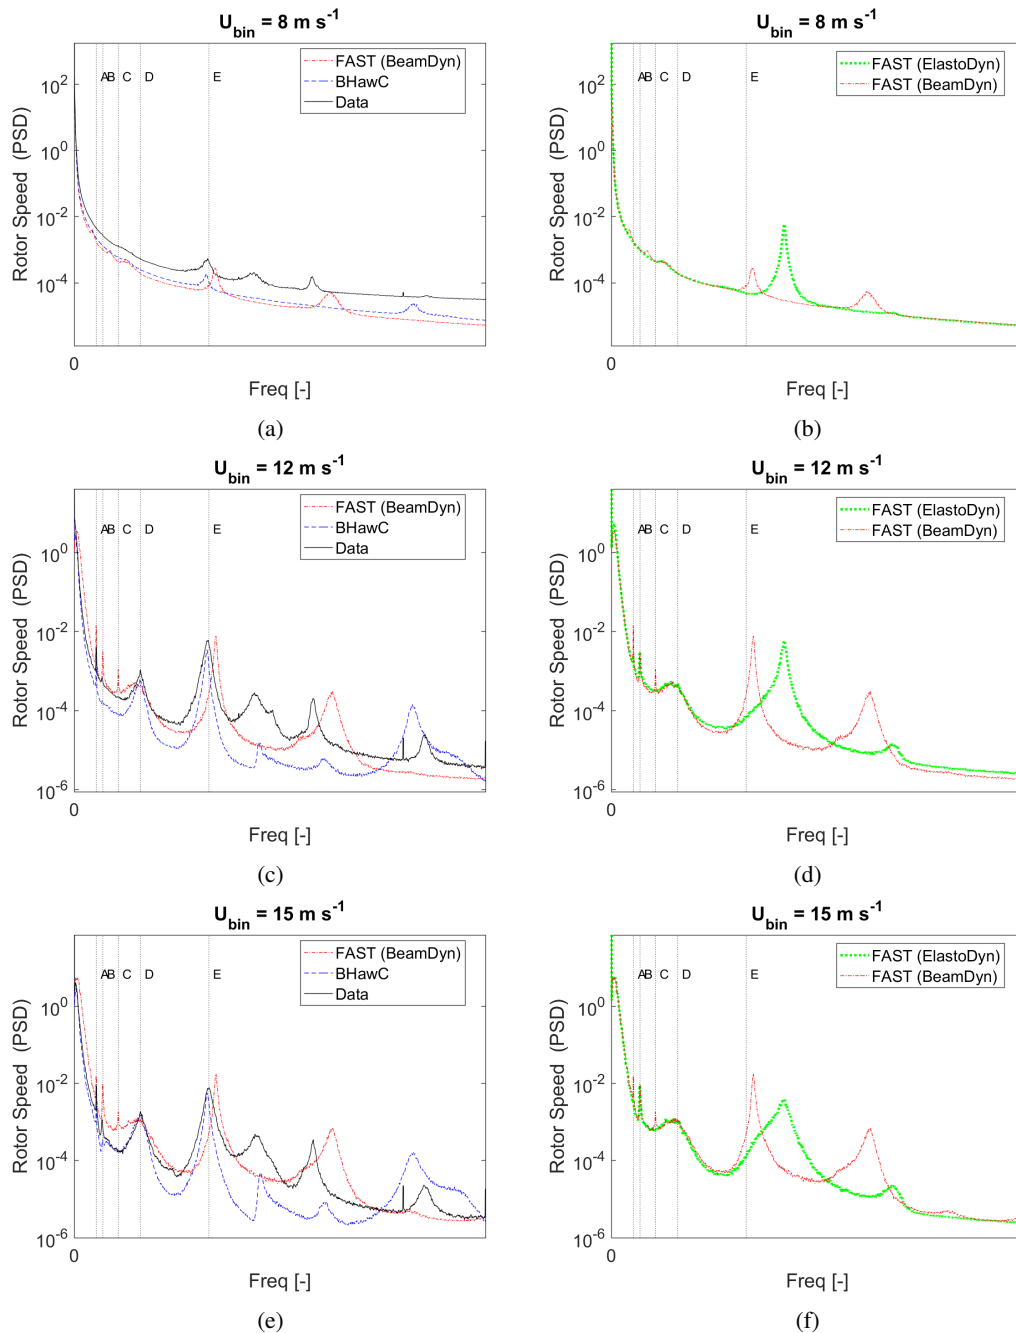 U_bin = 8 m s^-1
A B C D E
FAST (BeamDyn)
BHawC
Data
10^2
10^0
10^-2
10^-4
Rotor Speed (PSD)
0
Freq [-]
(a)
U_bin = 8 m s^-1
A B C D E
FAST (ElastoDyn)
FAST (BeamDyn)
10^2
10^0
10^-2
10^-4
Rotor Speed (PSD)
0
Freq [-]
(b)
U_bin = 12 m s^-1
A B C D E
FAST (BeamDyn)
BHawC
Data
10^0
10^-2
10^-4
10^-6
Rotor Speed (PSD)
0
Freq [-]
(c)
U_bin = 12 m s^-1
A B C D E
FAST (ElastoDyn)
FAST (BeamDyn)
10^0
10^-2
10^-4
10^-6
Rotor Speed (PSD)
0
Freq [-]
(d)
U_bin = 15 m s^-1
A B C D E
FAST (BeamDyn)
BHawC
Data
10^0
10^-2
10^-4
10^-6
Rotor Speed (PSD)
0
Freq [-]
(e)
U_bin = 15 m s^-1
A B C D E
FAST (ElastoDyn)
FAST (BeamDyn)
10^0
10^-2
10^-4
10^-6
Rotor Speed (PSD)
0
Freq [-]
(f)